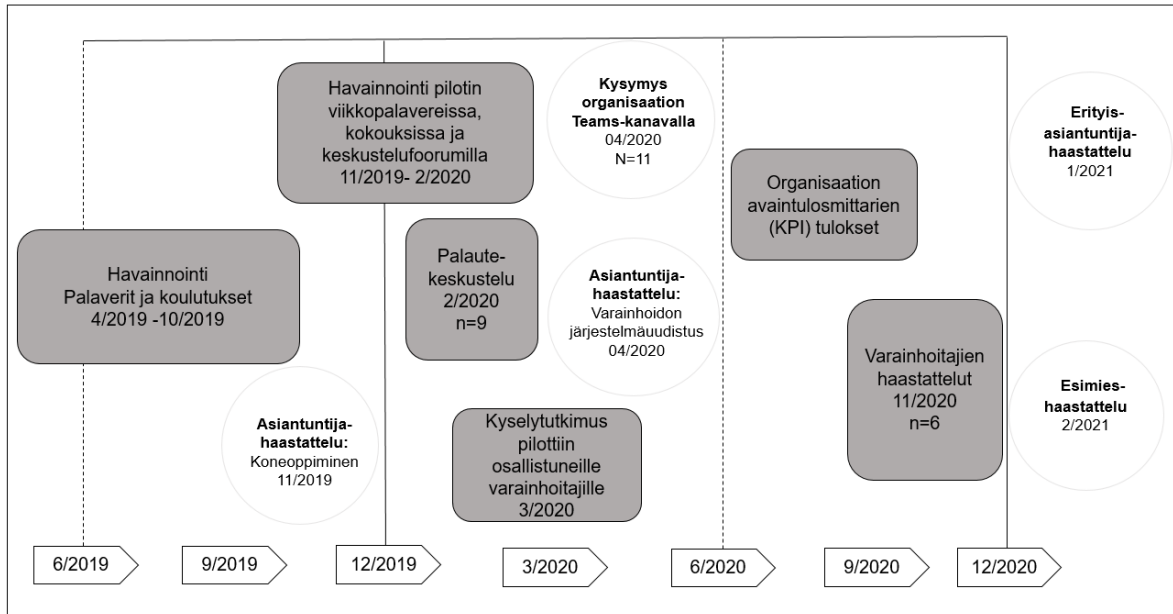 Havainnointi pilotin
viikkopalavereissa,
kokouksissa ja
keskustelufoorumilla
11/2019- 2/2020
Kysymys
organisaation
Teams-kanavalla
04/2020
N=11
Erityis-
asiantuntija-
haastattelu
1/2021
Organisaation
avaintulosmittarien
(KPI) tulokset
Havainnointi
Palaverit ja koulutukset
4/2019 -10/2019
Palaute-
keskustelu
2/2020
n=9
Asiantuntija-
haastattelu:
Varainhoidon
järjestelmäuudistus
04/2020
Varainhoitajien
haastattelut
11/2020
n=6
Esimies-
haastattelu
2/2021
Asiantuntija-
haastattelu:
Koneoppiminen
11/2019
Kyselytutkimus
pilottiin
osallistuneille
varainhoitajille
3/2020
6/2019
9/2019
12/2019
3/2020
6/2020
9/2020
12/2020